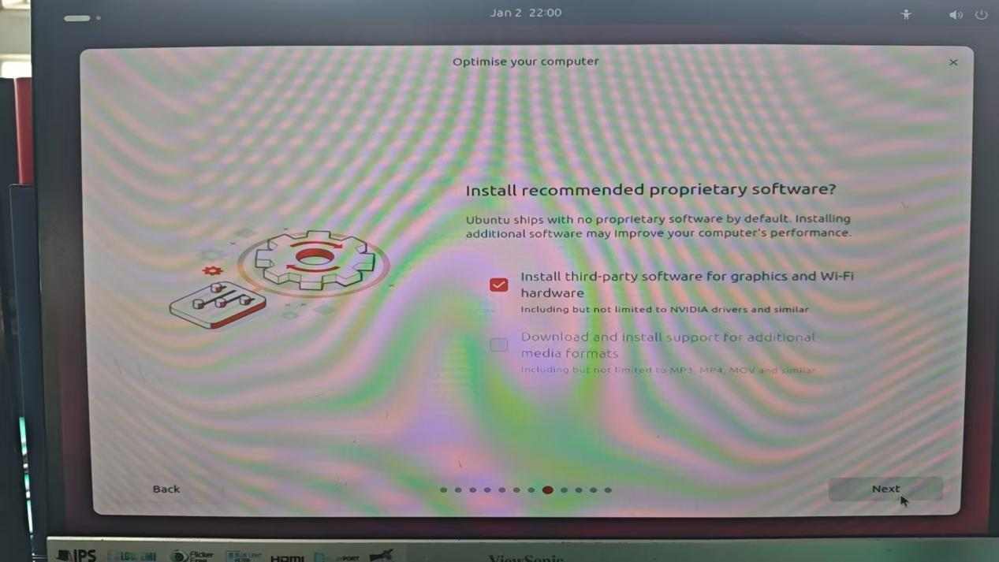 Jan 2 22:00
Optimise your computer
Install recommended proprietary software?
Ubuntu ships with no proprietary software by default. Installing
additional software may improve your computer's performance.
Install third-party software for graphics and Wi-Fi
hardware
Including but not limited to NVIDIA drivers and similar
Download and install support for additional
media formats
Including but not limited to MP3, MP4, MOV and similar
Back
Next
IPS
Flicker
Free
BLUE LIGHT
FILTER
HDMI
ViewSonic